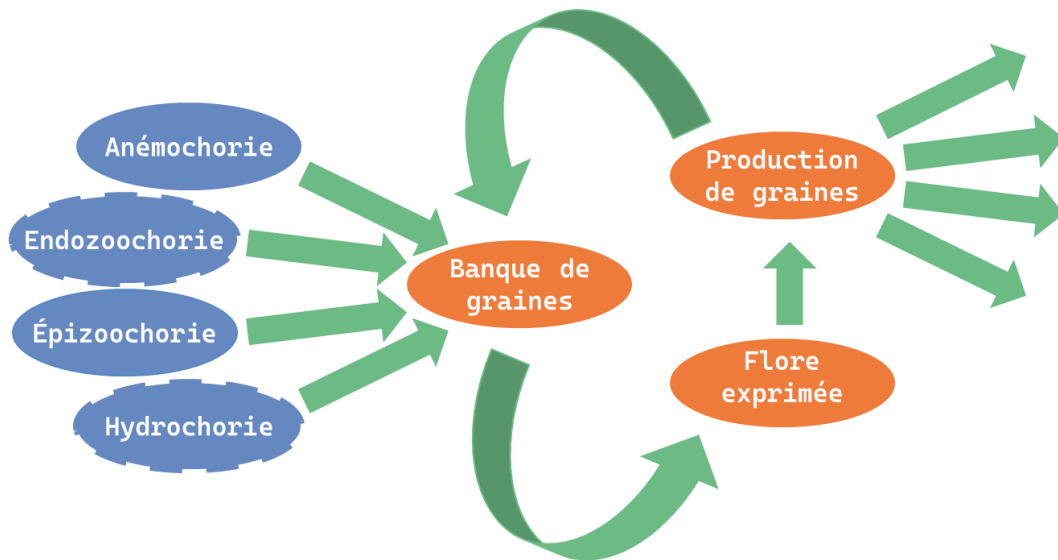 Anémochorie
Endozoochorie
Épizoochorie
Hydrochorie
Banque de
graines
Production
de graines
Flore
exprimée